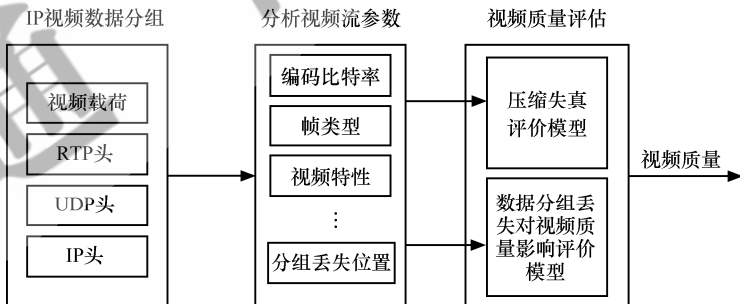 IP视频数据分组
分析视频流参数
视频质量评估
视频载荷
RTP头
UDP头
IP头
编码比特率
帧类型
视频特性
⋮
分组丢失位置
压缩失真
评价模型
数据分组丢
失对视频质
量影响评价
模型
视频质量